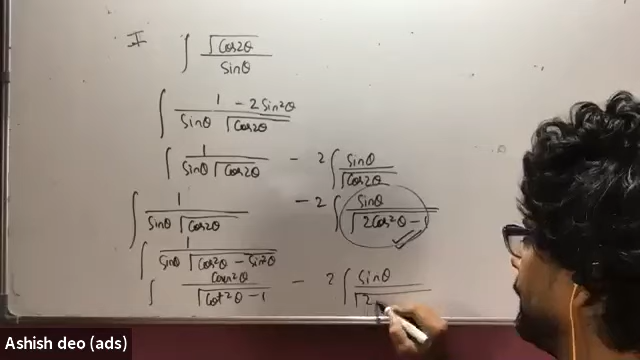 I ∫ √Cos2θ / Sinθ
∫ 1 - 2Sin²θ / Sinθ √Cos2θ
∫ 1 / Sinθ √Cos2θ - 2∫ Sinθ / √Cos2θ
∫ 1 / Sinθ √Cos2θ - 2∫ Sinθ / √2Cos²θ - 1
∫ 1 / Sinθ √Cos²θ - Sin²θ
∫ Cosec²θ / √Cot²θ - 1 - 2∫ Sinθ / √2
Ashish deo (ads)